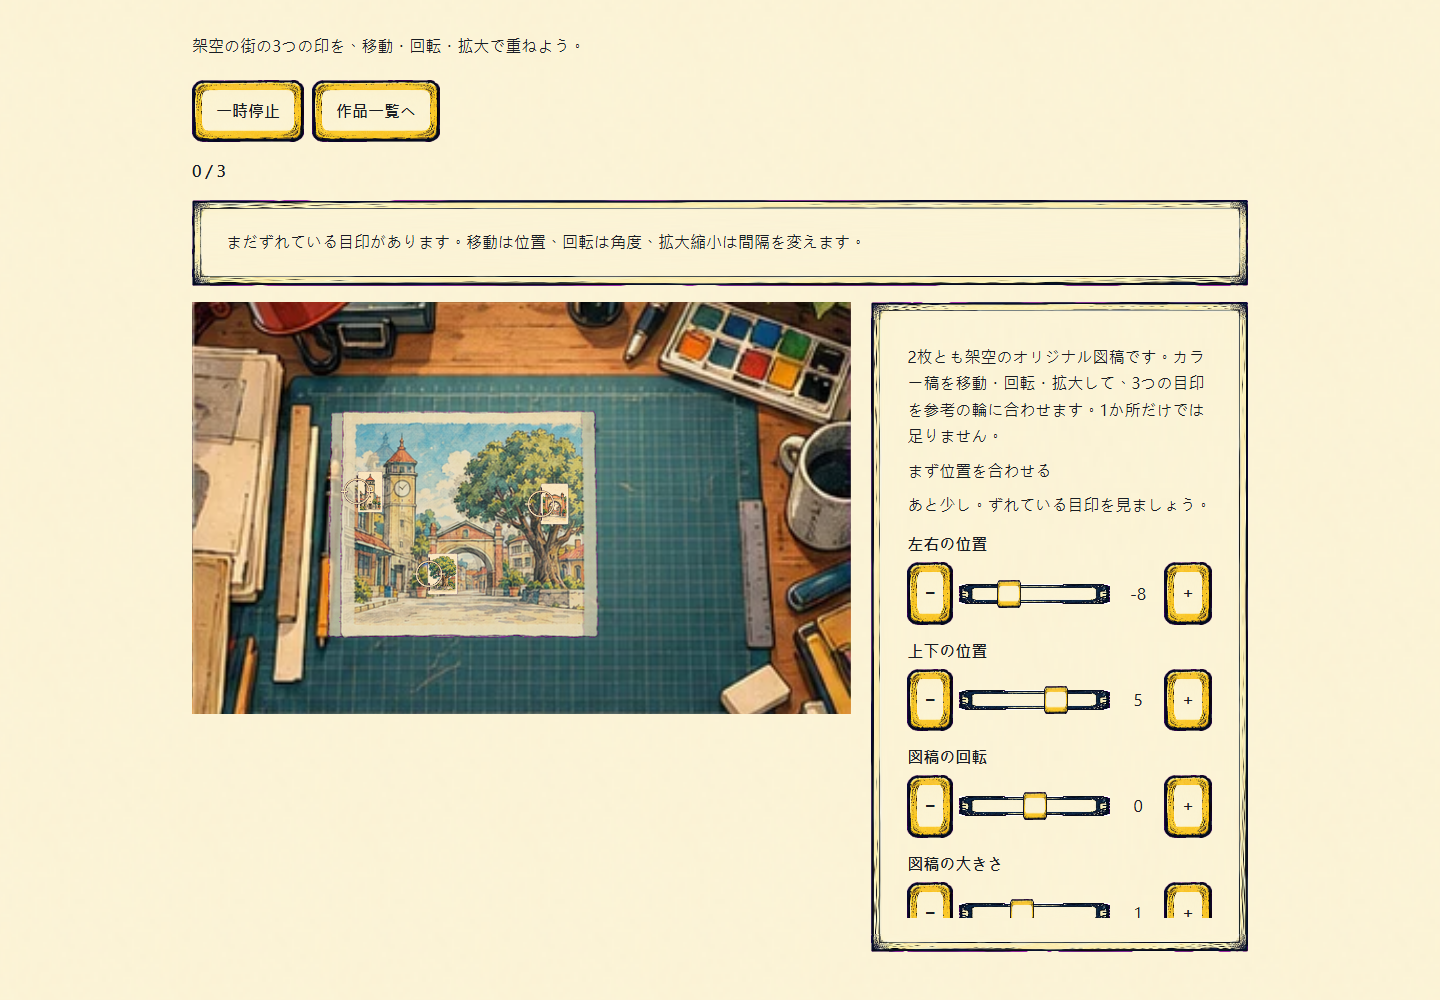 架空の街の3つの印を、移動・回転・拡大で重ねよう。
一時停止
作品一覧へ
0 / 3
まだずれている目印があります。移動は位置、回転は角度、拡大縮小は間隔を変えます。
2枚とも架空のオリジナル図稿です。カラ
ー稿を移動・回転・拡大して、3つの目印
を参考の輪に合わせます。1か所だけでは
足りません。
まず位置を合わせる
あと少し。ずれている目印を見ましょう。
左右の位置
− -8 +
上下の位置
− 5 +
図稿の回転
− 0 +
図稿の大きさ
− 1 +